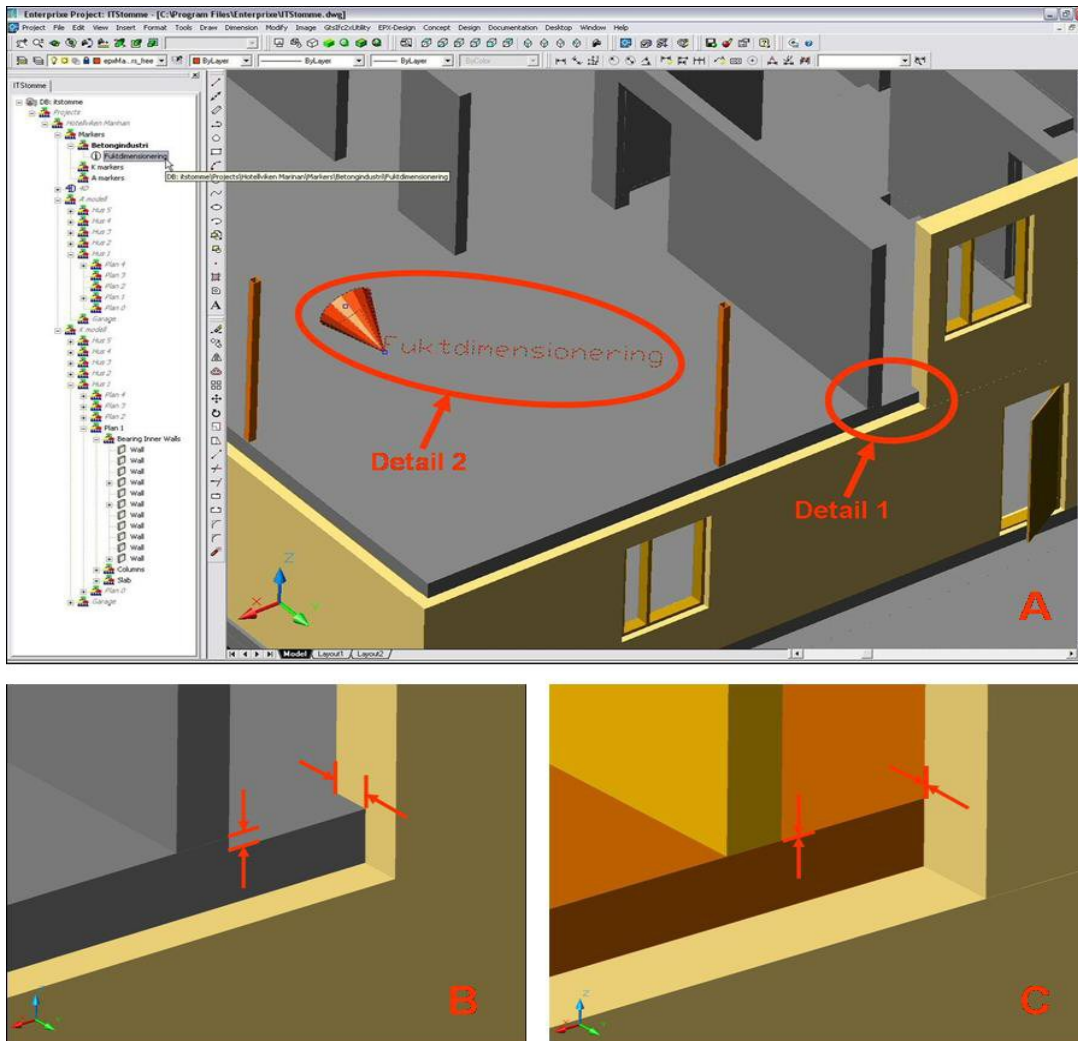 Enterprixe Project: ITStomme - [C:\Program Files\Enterprixe\ITStomme.dwg]
Project File Edit View Insert Format Tools Draw Dimension Modify Image GtsIfc2xUtility EPX-Design Concept Design Documentation Desktop Window Help
epxMa...rs_free ByLayer ByLayer ByLayer ByColor
ITStomme
DB: itstomme
Projects
Hotellviken Marinan
Markers
Betongindustri
Fuktdimensionering
K markers
DB: itstomme\Projects\Hotellviken Marinan\Markers\Betongindustri\Fuktdimensionering
A markers
4D
A modell
Hus 5
Hus 4
Hus 3
Hus 2
Hus 1
Plan 4
Plan 3
Plan 2
Plan 1
Plan 0
Garage
K modell
Hus 5
Hus 4
Hus 3
Hus 2
Hus 1
Plan 4
Plan 3
Plan 2
Plan 1
Bearing Inner Walls
Wall
Wall
Wall
Wall
Wall
Wall
Wall
Wall
Wall
Wall
Wall
Columns
Slab
Plan 0
Garage
A
Fuktdimensionering
Detail 2
Detail 1
Z
X
Y
A
Model Layout1 Layout2
B
Z
C